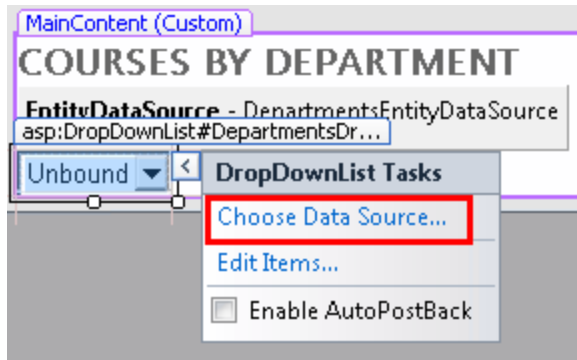 MainContent (Custom)
COURSES BY DEPARTMENT
EntityDataSource - DepartmentsEntityDataSource
asp:DropDownList#DepartmentsDr...
Unbound
< DropDownList Tasks
Choose Data Source...
Edit Items...
Enable AutoPostBack